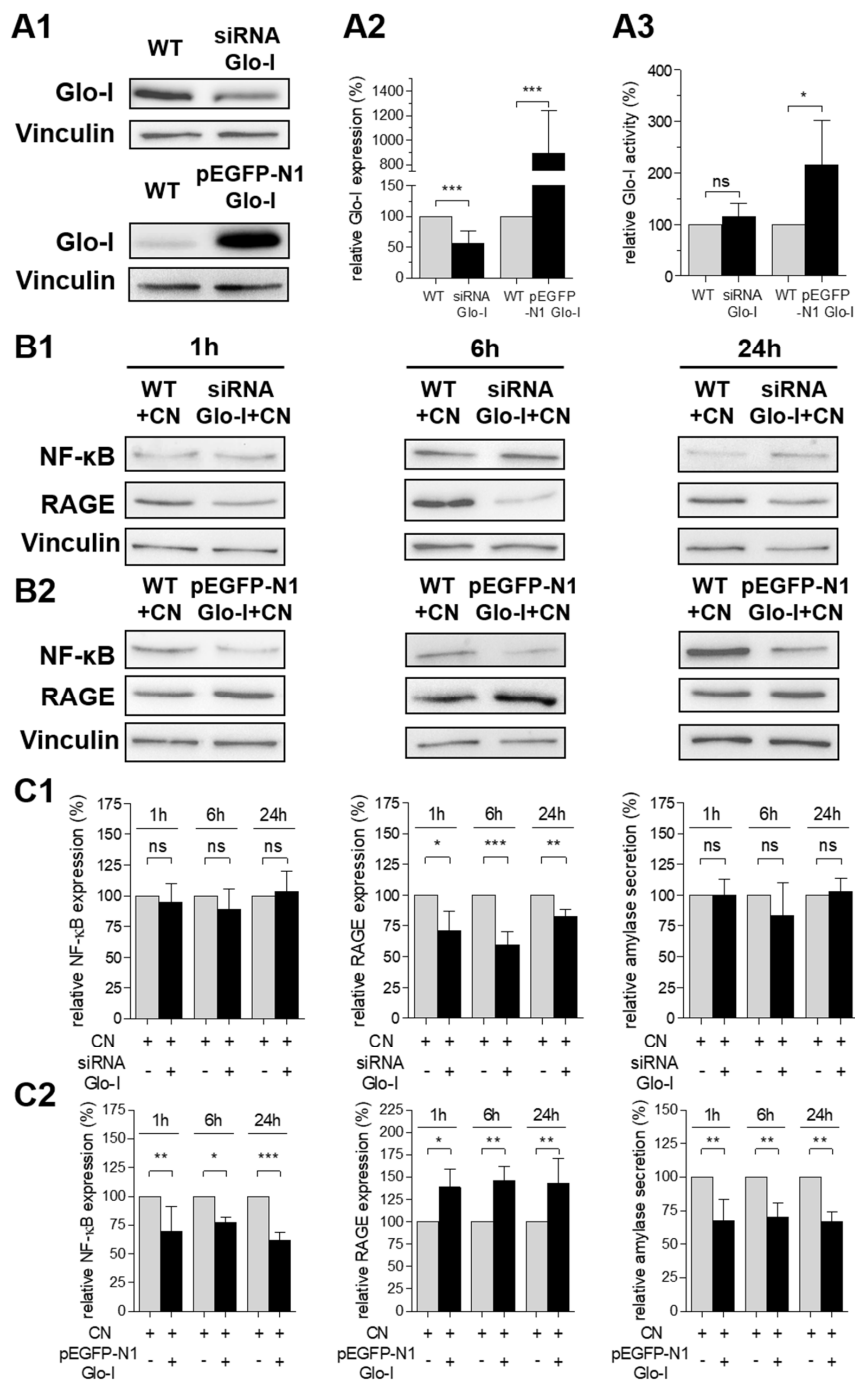 A1
WT
siRNA
Glo-I
Glo-I
Vinculin
WT
pEGFP-N1
Glo-I
Glo-I
Vinculin
A2
relative Glo-I expression (%)
1400
1200
1000
800
600
150
100
50
0
***
***
WT
siRNA
Glo-I
WT
pEGFP
-N1 Glo-I
A3
relative Glo-I activity (%)
400
300
200
100
0
ns
*
WT
siRNA
Glo-I
WT
pEGFP
-N1 Glo-I
B1
1h
6h
24h
WT
+CN
siRNA
Glo-I+CN
WT
+CN
siRNA
Glo-I+CN
WT
+CN
siRNA
Glo-I+CN
NF-κB
RAGE
Vinculin
B2
WT
+CN
pEGFP-N1
Glo-I+CN
WT
+CN
pEGFP-N1
Glo-I+CN
WT
+CN
pEGFP-N1
Glo-I+CN
NF-κB
RAGE
Vinculin
C1
relative NF-κB expression (%)
175
150
125
100
75
50
25
0
1h 6h 24h
ns ns ns
CN + + + + + +
siRNA
Glo-I - + - + - +
relative RAGE expression (%)
175
150
125
100
75
50
25
0
1h 6h 24h
* *** **
CN + + + + + +
siRNA
Glo-I - + - + - +
relative amylase secretion (%)
175
150
125
100
75
50
25
0
1h 6h 24h
ns ns ns
CN + + + + + +
siRNA
Glo-I - + - + - +
C2
relative NF-κB expression (%)
175
150
125
100
75
50
25
0
1h 6h 24h
** * ***
CN + + + + + +
pEGFP-N1
Glo-I - + - + - +
relative RAGE expression (%)
225
200
175
150
125
100
75
50
25
0
1h 6h 24h
* ** **
CN + + + + + +
pEGFP-N1
Glo-I - + - + - +
relative amylase secretion (%)
175
150
125
100
75
50
25
0
1h 6h 24h
** ** **
CN + + + + + +
pEGFP-N1
Glo-I - + - + - +